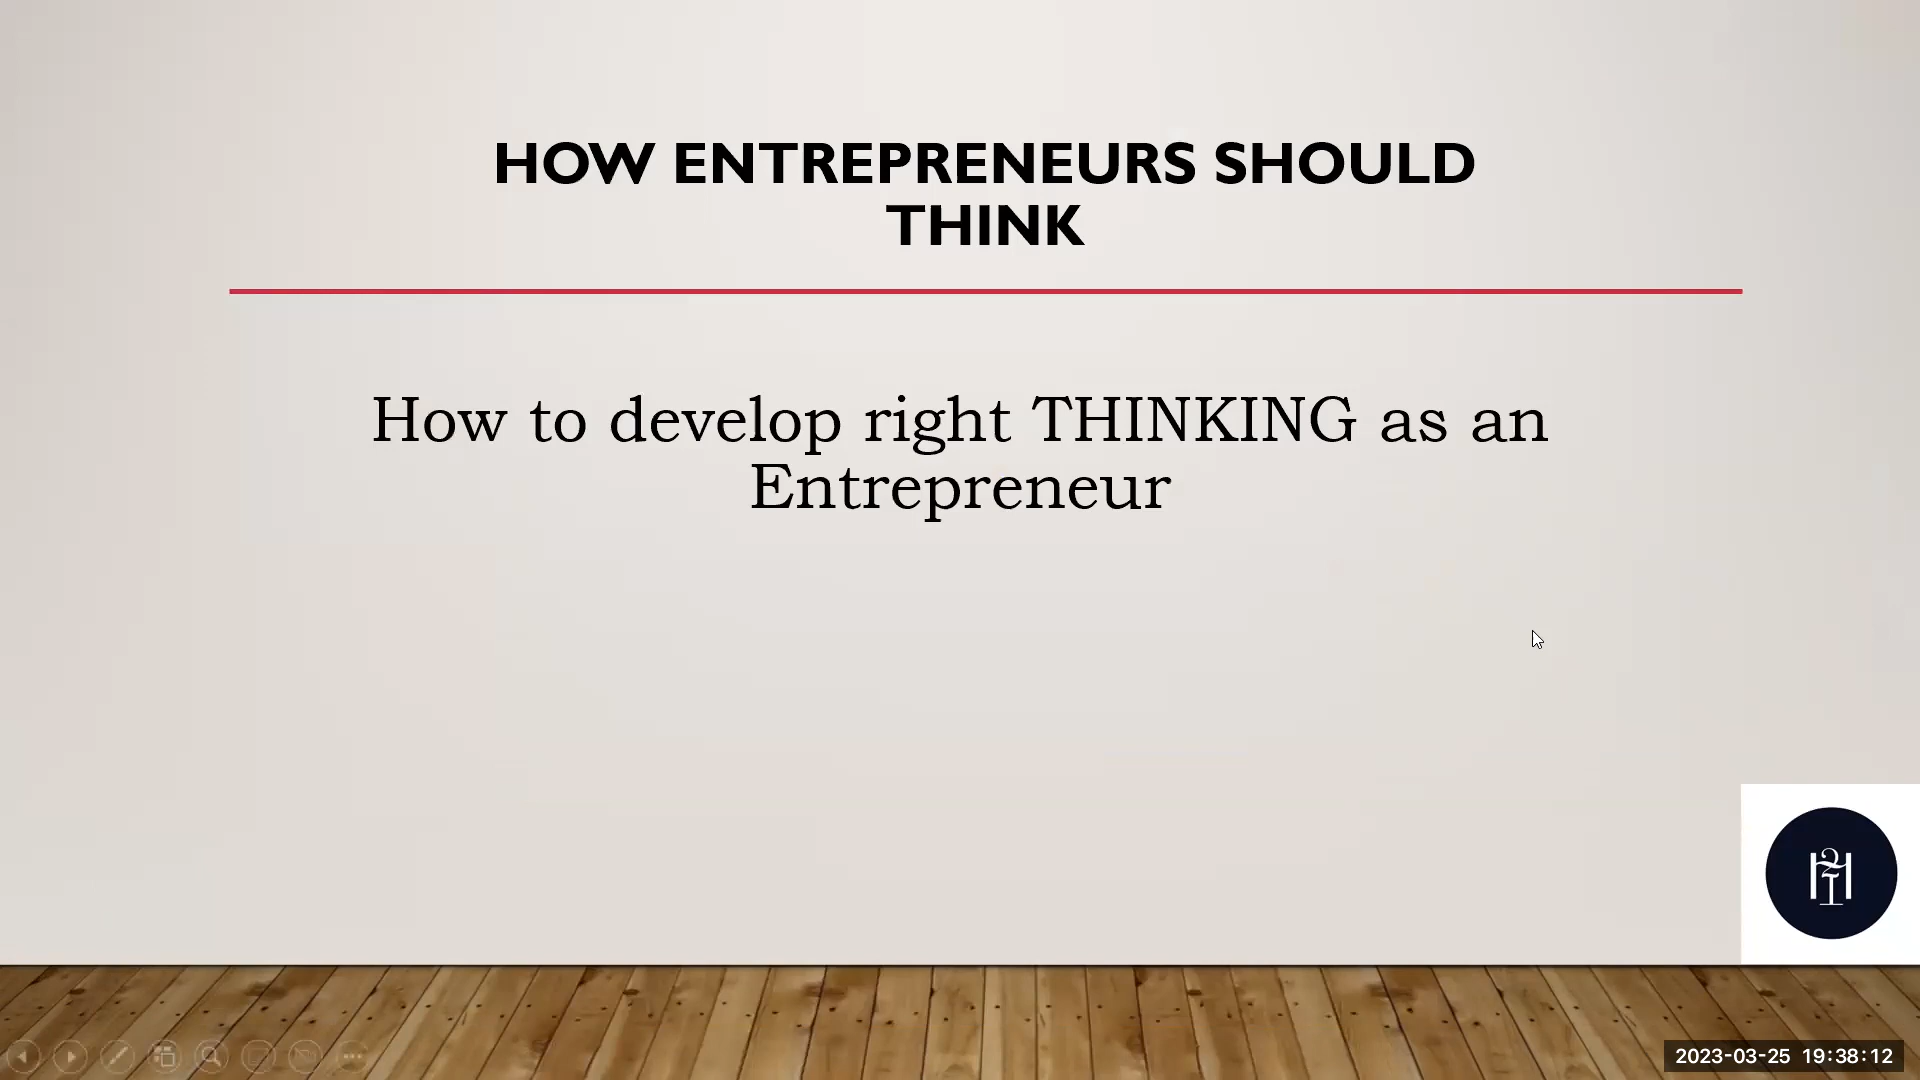 HOW ENTREPRENEURS SHOULD
THINK
How to develop right THINKING as an
Entrepreneur
2023-03-25 19:38:12